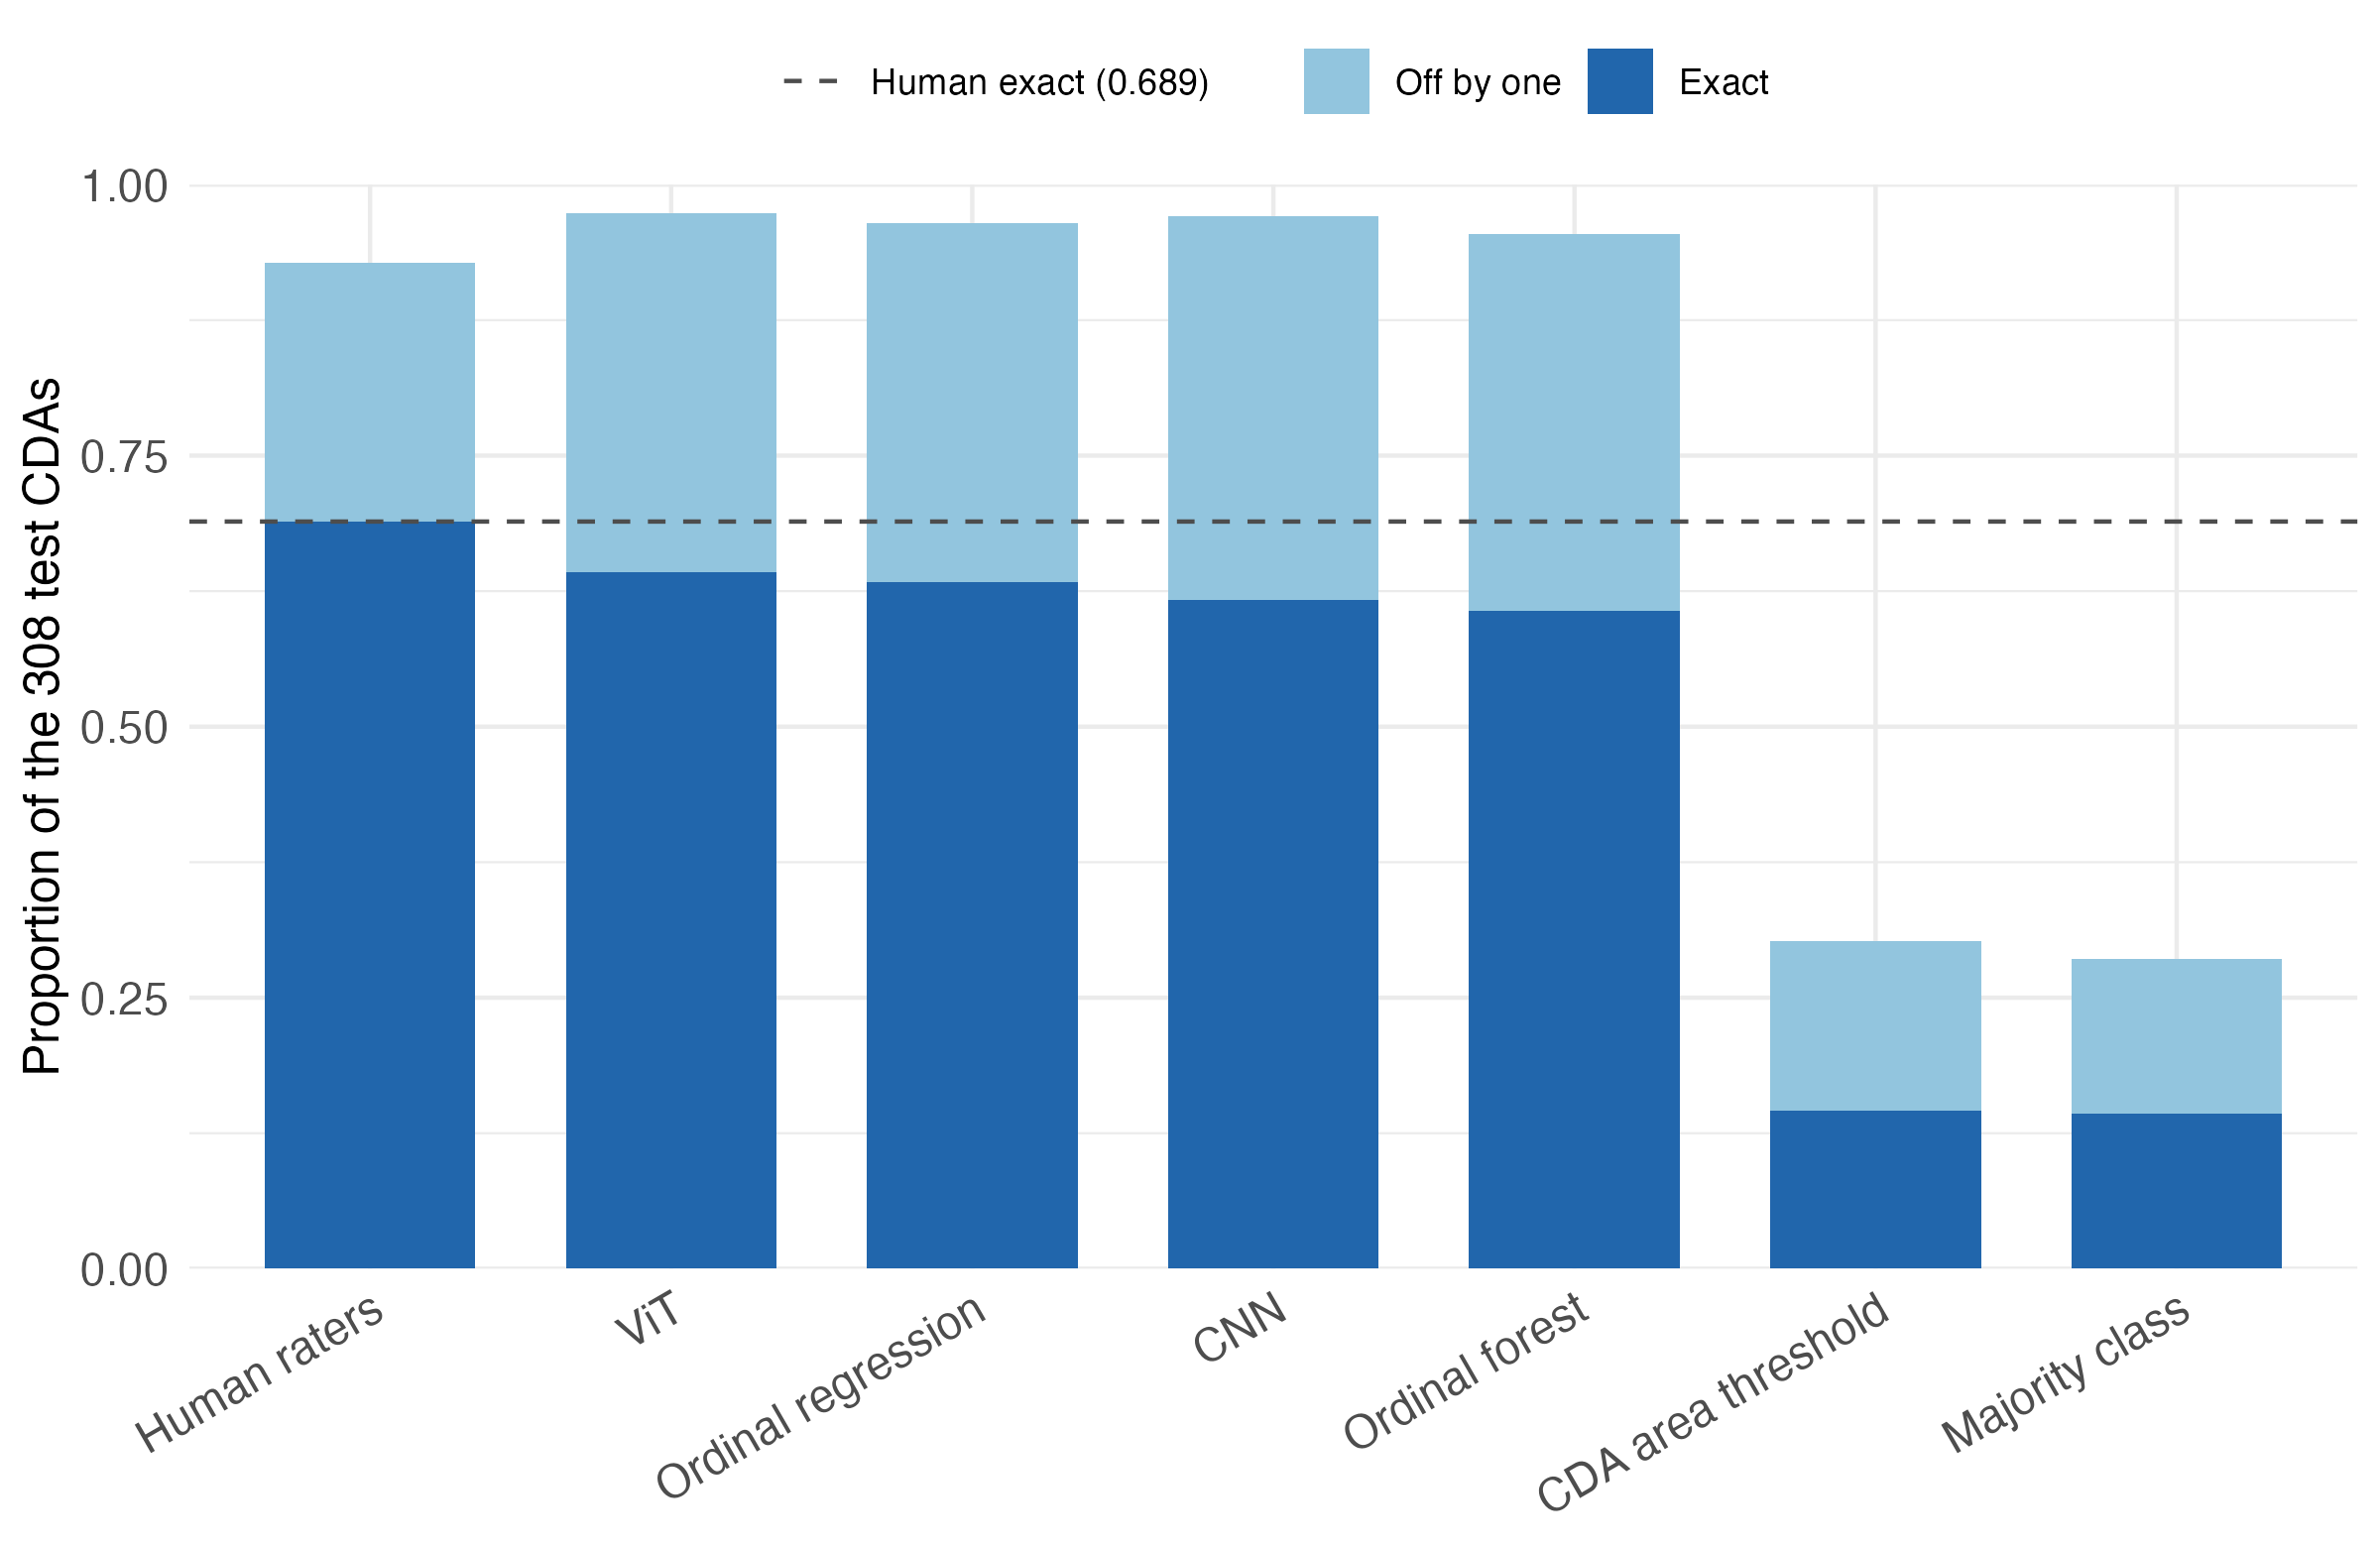 Human exact (0.689)
Off by one
Exact
Proportion of the 308 test CDAs
1.00
0.75
0.50
0.25
0.00
Human raters
ViT
Ordinal regression
CNN
Ordinal forest
CDA area threshold
Majority class